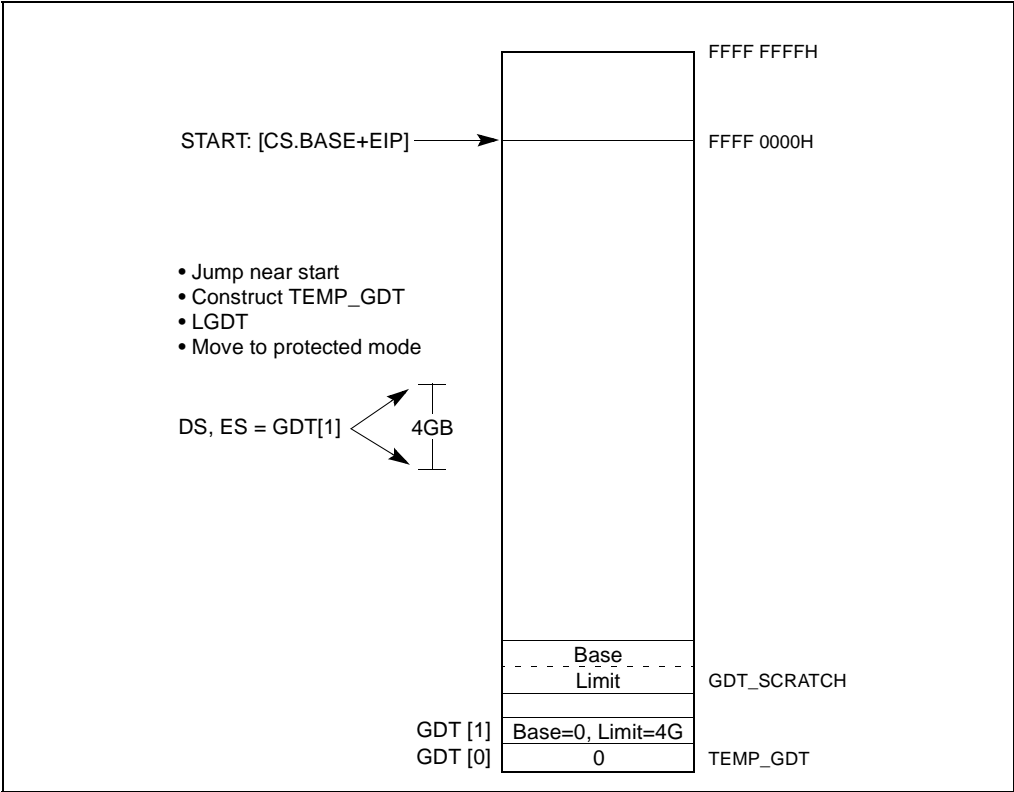 FFFF FFFFH
START: [CS.BASE+EIP]
FFFF 0000H
• Jump near start
• Construct TEMP_GDT
• LGDT
• Move to protected mode
DS, ES = GDT[1]
4GB
Base
Limit
GDT_SCRATCH
GDT [1]
Base=0, Limit=4G
GDT [0]
0
TEMP_GDT